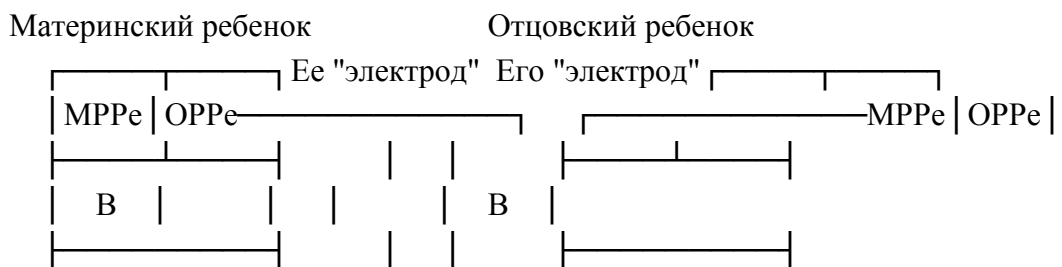 Материнский ребенок Отцовский ребенок
Ее "электрод" Его "электрод"
МРРе ОРРе МРРе ОРРе
В В